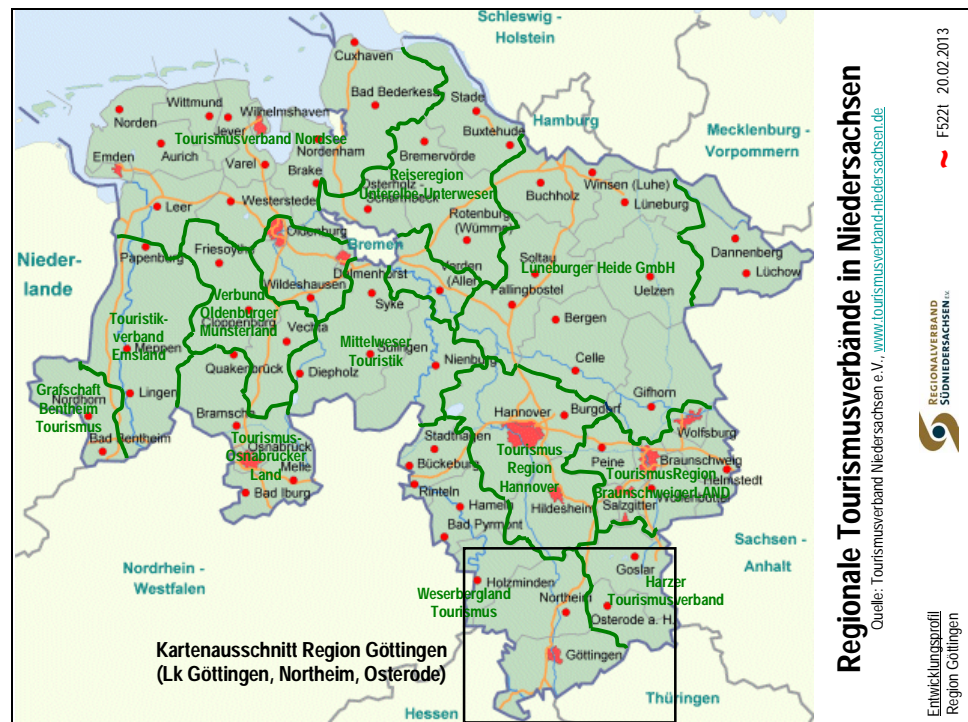 Schleswig -
Holstein
Cuxhaven
Bad Bederkesa
Stade
Hamburg
Mecklenburg -
Vorpommern
Wittmund
Wilhelmshaven
Norden
Jever
Tourismusverband Nordsee
Nordenham
Buxtehude
Emden
Aurich
Varel
Bremervörde
Brake
Reiseregion
Unterelbe-Unterweser
Osterholz -
Scharmbeck
Buchholz
Winsen (Luhe)
Lüneburg
Leer
Westerstede
Rotenburg
(Wümme)
Oldenburg
Bremen
Dannenberg
Lüchow
Nieder-
lande
Papenburg
Friesoythe
Delmenhorst
Wildeshausen
Verden
(Aller)
Soltau
Lüneburger Heide GmbH
Uelzen
Fallingbostel
Syke
Verbund
Oldenburger
Münsterland
Cloppenburg
Vechta
Bergen
Touristik-
verband
Emsland
Meppen
Mittelweser
Touristik
Sulingen
Nienburg
Celle
Quakenbrück
Diepholz
Lingen
Grafschaft
Bentheim
Tourismus
Nordhorn
Bad Bentheim
Bramsche
Hannover
Burgdorf
Gifhorn
Wolfsburg
Tourismus-
Osnabrücker
Land
Osnabrück
Melle
Bad Iburg
Stadthagen
Bückeburg
Rinteln
Hameln
Bad Pyrmont
Tourismus
Region
Hannover
Hildesheim
Peine
Braunschweig
Helmstedt
TourismusRegion
BraunschweigerLAND
Wolfenbüttel
Salzgitter
Sachsen -
Anhalt
Nordrhein -
Westfalen
Goslar
Holzminden
Weserbergland
Tourismus
Northeim
Harzer
Tourismusverband
Osterode a. H.
Göttingen
Kartenausschnitt Region Göttingen
(Lk Göttingen, Northeim, Osterode)
Hessen
Thüringen
Regionale Tourismusverbände in Niedersachsen
Quelle: Tourismusverband Niedersachsen e.V., www.tourismusverband-niedersachsen.de
F522t 20.02.2013
REGIONALVERBAND
SÜDNIEDERSACHSEN e.V.
Entwicklungsprofil
Region Göttingen